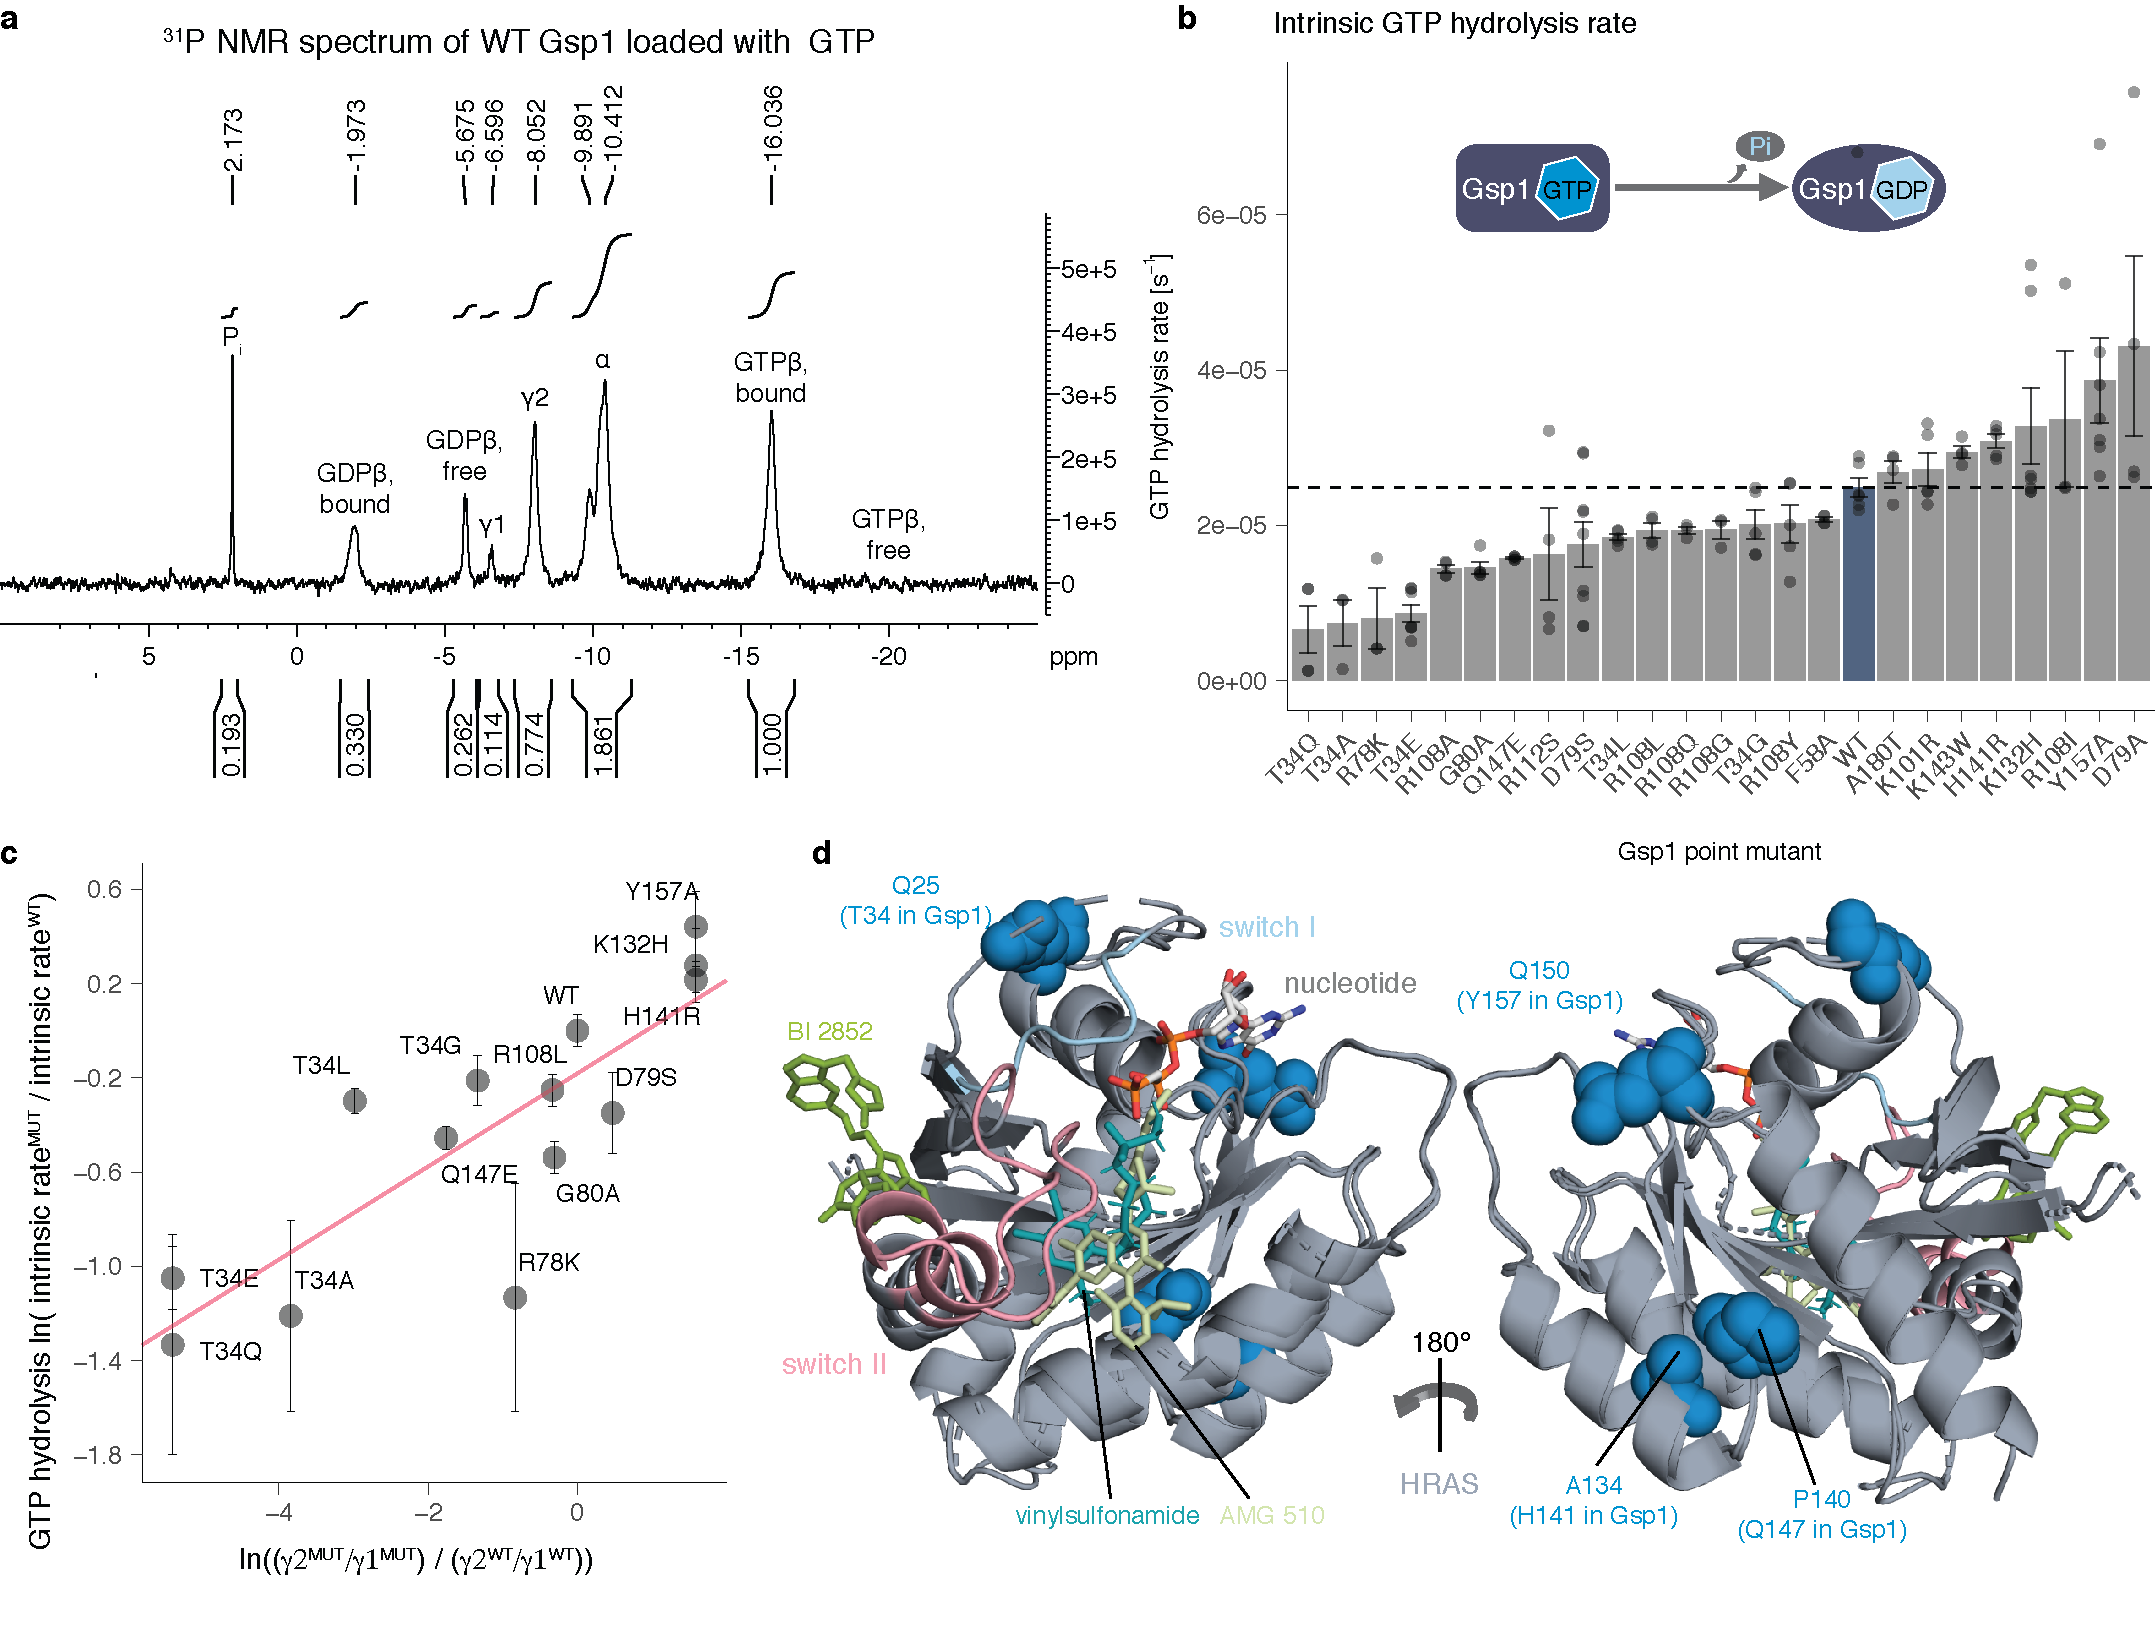 a
³¹P NMR spectrum of WT Gsp1 loaded with GTP
2.173
-1.973
-5.675
-6.596
-8.052
-9.891
-10.412
-16.036
5e+5
4e+5
3e+5
2e+5
1e+5
0
Pi
GDPβ,
bound
GDPβ,
free
γ1
γ2
α
GTPβ,
bound
GTPβ,
free
5
0
-5
-10
-15
-20
ppm
0.193
0.330
0.262
0.114
0.774
1.861
1.000
b
Intrinsic GTP hydrolysis rate
GTP hydrolysis rate [s⁻¹]
6e−05
4e−05
2e−05
0e+00
Gsp1
GTP
Pi
Gsp1
GDP
T34Q
T34A
R78K
T34E
R108A
G80A
Q147E
R112S
D79S
T34L
R108L
R108Q
R108G
T34G
R108Y
F58A
WT
A180T
K101R
K143W
H141R
K132H
R108I
Y157A
D79A
Gsp1 point mutant
c
GTP hydrolysis ln( intrinsic rateᴹᵁᵀ / intrinsic rateᵂᵀ)
0.6
0.2
−0.2
−0.6
−1.0
−1.4
−1.8
Y157A
K132H
WT
H141R
T34G
R108L
T34L
D79S
Q147E
G80A
R78K
T34E
T34A
T34Q
−4
−2
0
ln((γ2ᴹᵁᵀ/γ1ᴹᵁᵀ) / (γ2ᵂᵀ/γ1ᵂᵀ))
d
Q25
(T34 in Gsp1)
switch I
nucleotide
BI 2852
switch II
vinylsulfonamide
AMG 510
180°
HRAS
Q150
(Y157 in Gsp1)
A134
(H141 in Gsp1)
P140
(Q147 in Gsp1)